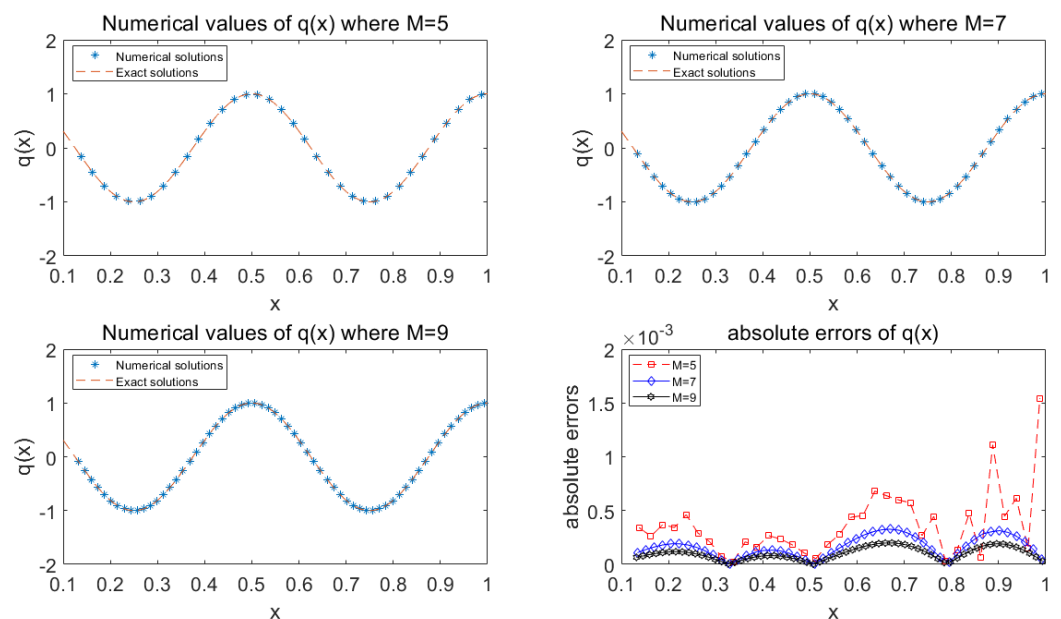 Numerical values of q(x) where M=5
2
1
0
-1
-2
q(x)
Numerical solutions
Exact solutions
0.1 0.2 0.3 0.4 0.5 0.6 0.7 0.8 0.9 1
x
Numerical values of q(x) where M=7
2
1
0
-1
-2
q(x)
Numerical solutions
Exact solutions
0.1 0.2 0.3 0.4 0.5 0.6 0.7 0.8 0.9 1
x
Numerical values of q(x) where M=9
2
1
0
-1
-2
q(x)
Numerical solutions
Exact solutions
0.1 0.2 0.3 0.4 0.5 0.6 0.7 0.8 0.9 1
x
absolute errors of q(x)
×10⁻³
2
1.5
1
0.5
0
absolute errors
M=5
M=7
M=9
0.1 0.2 0.3 0.4 0.5 0.6 0.7 0.8 0.9 1
x